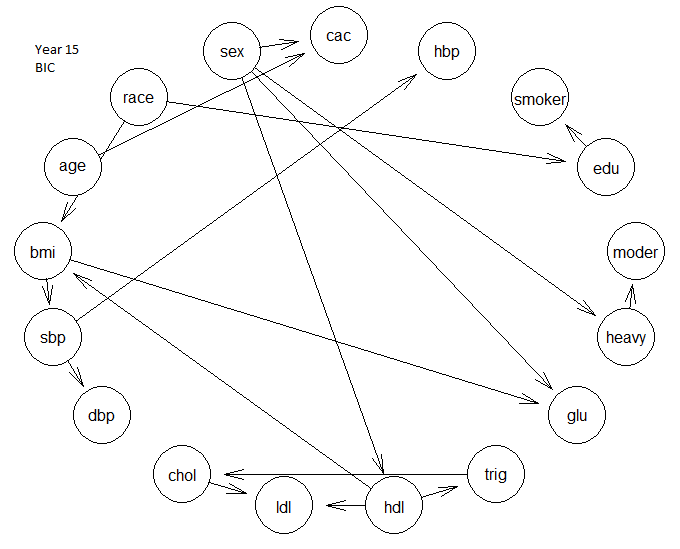 Year 15
BIC
sex
cac
hbp
race
smoker
age
edu
bmi
moder
sbp
heavy
dbp
glu
chol
trig
ldl
hdl